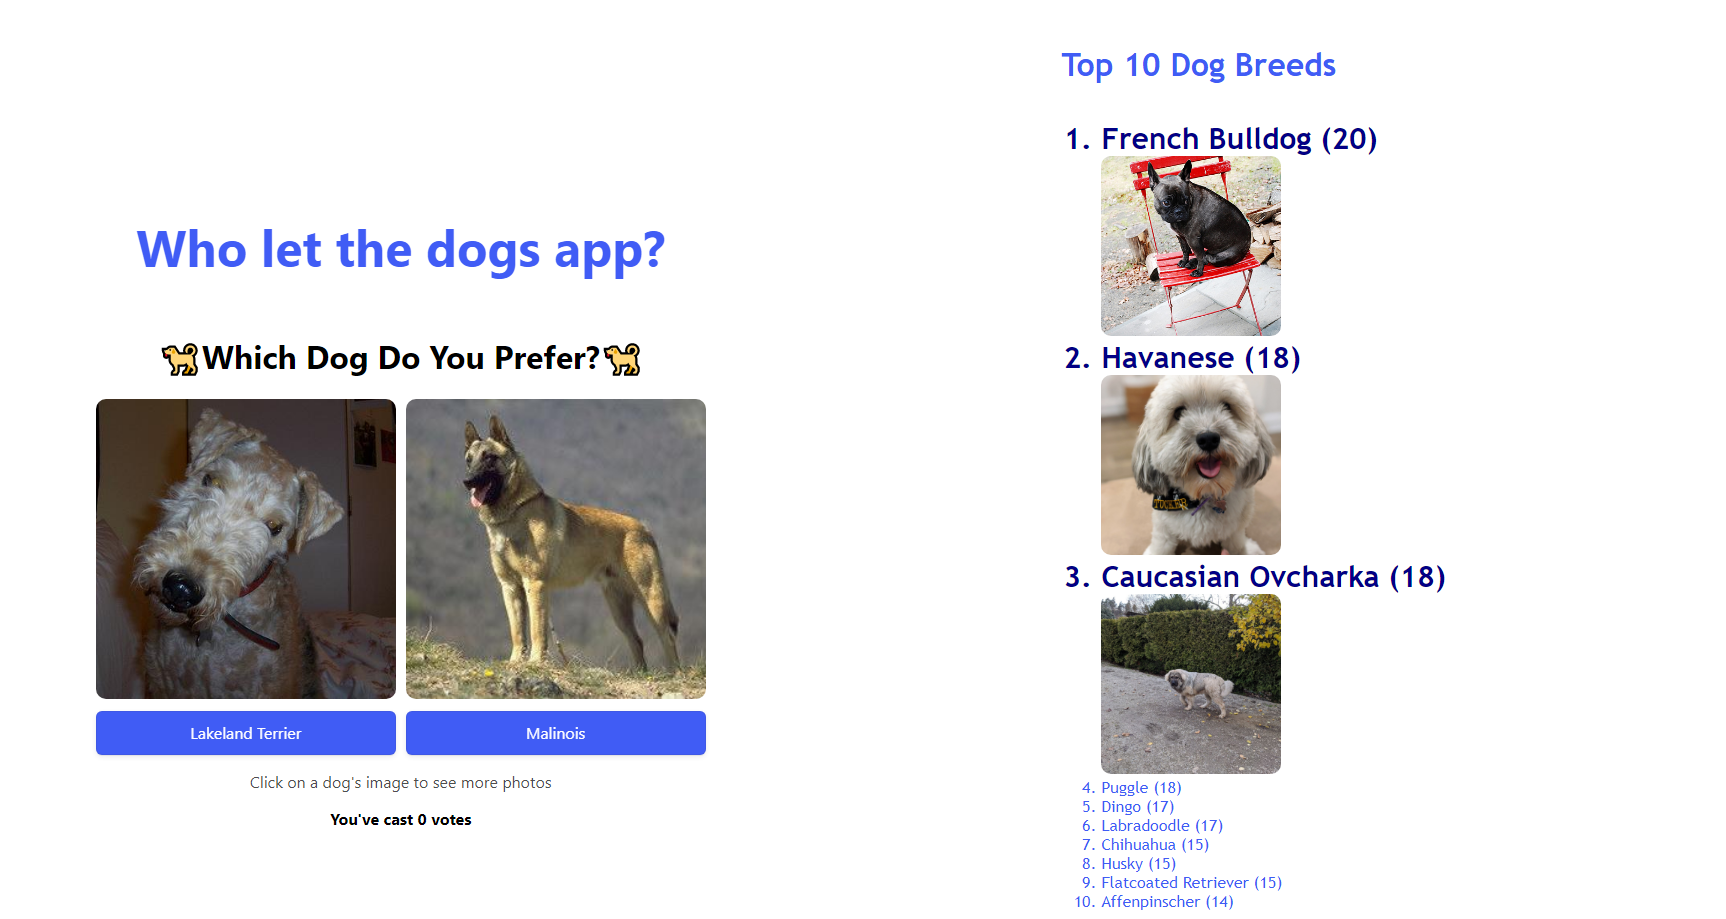 Who let the dogs app?
🐕Which Dog Do You Prefer?🐕
Lakeland Terrier
Malinois
Click on a dog's image to see more photos
You've cast 0 votes
Top 10 Dog Breeds
1. French Bulldog (20)
2. Havanese (18)
3. Caucasian Ovcharka (18)
4. Puggle (18)
5. Dingo (17)
6. Labradoodle (17)
7. Chihuahua (15)
8. Husky (15)
9. Flatcoated Retriever (15)
10. Affenpinscher (14)